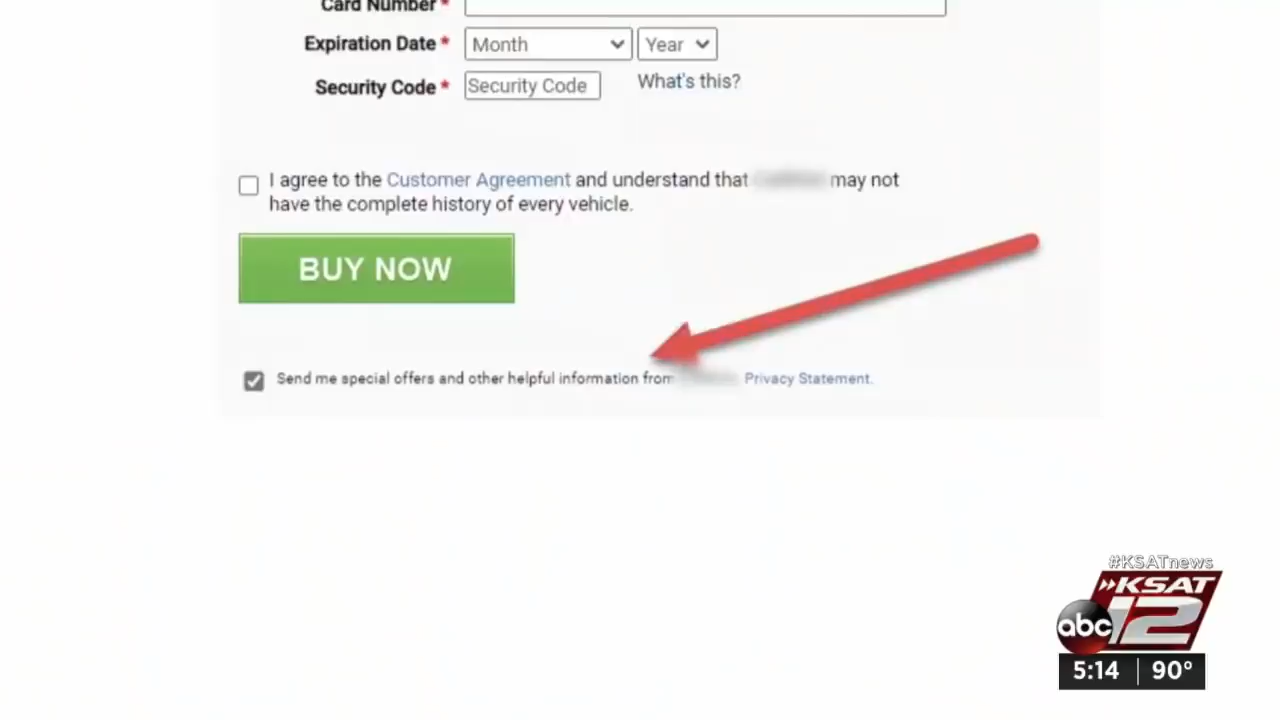 Card Number *
Expiration Date * Month Year
Security Code * Security Code What's this?
I agree to the Customer Agreement and understand that may not
have the complete history of every vehicle.
BUY NOW
Send me special offers and other helpful information from Privacy Statement.
#KSATnews
KSAT
abc 12
5:14 90°